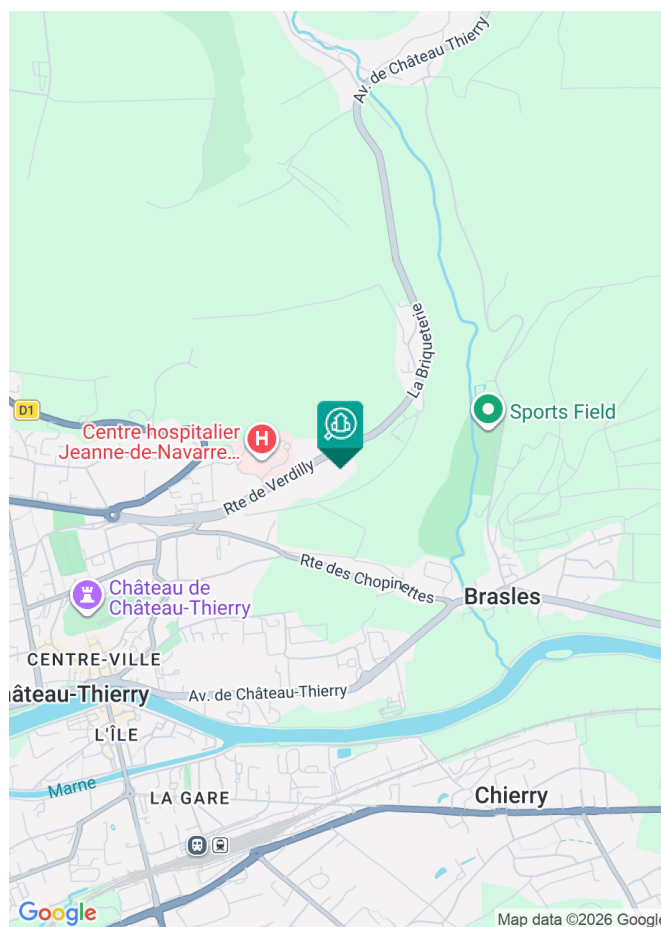 Av. de Château Thierry
La Briqueterie
D1
Sports Field
Centre hospitalier
Jeanne-de-Navarre...
H
Rte de Verdilly
Rte des Chopinettes
Château de
Château-Thierry
Brasles
CENTRE-VILLE
hâteau-Thierry
Av. de Château-Thierry
L'ÎLE
Marne
LA GARE
Chierry
Google
Map data ©2026 Google